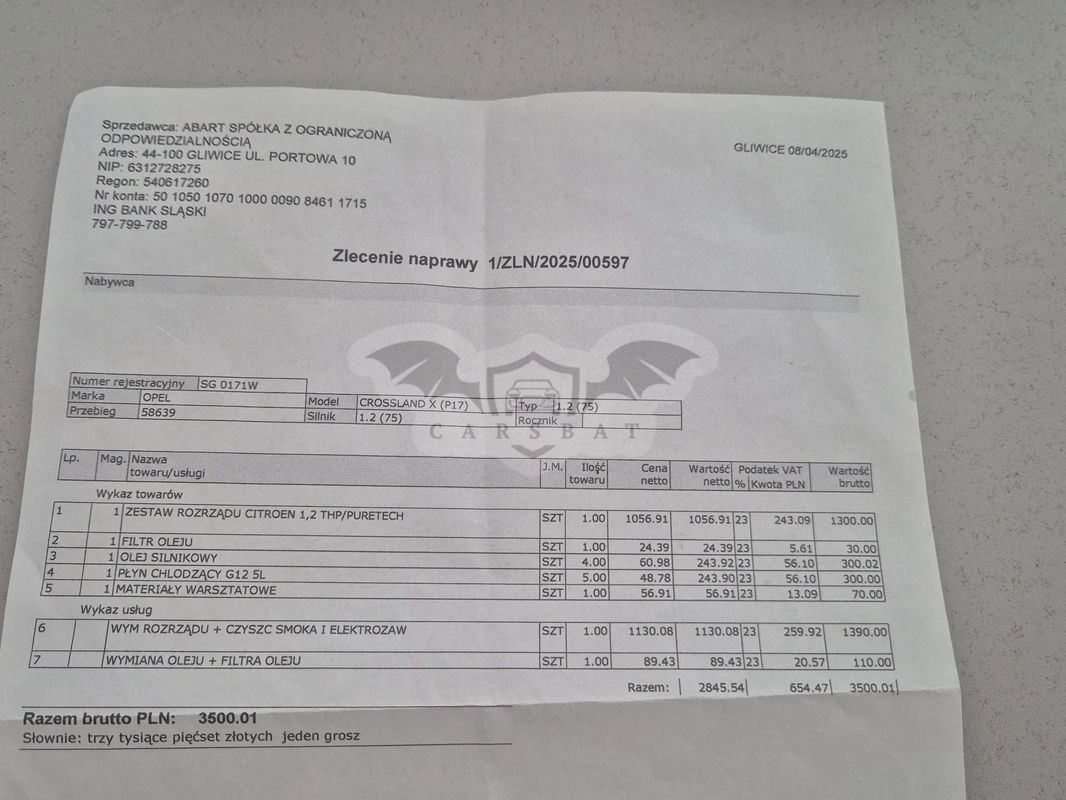 Sprzedawca: ABART SPÓŁKA Z OGRANICZONĄ
ODPOWIEDZIALNOŚCIĄ
Adres: 44-100 GLIWICE UL. PORTOWA 10
NIP: 6312728275
Regon: 540617260
Nr konta: 50 1050 1070 1000 0090 8461 1715
ING BANK SLĄSKI
797-799-788
GLIWICE 08/04/2025
Zlecenie naprawy 1/ZLN/2025/00597
Nabywca
Numer rejestracyjny SG 0171W
Marka OPEL Model CROSSLAND X (P17) Typ 1.2 (75)
Przebieg 58639 Silnik 1.2 (75) Rocznik
CARSBAT
Lp. Mag. Nazwa towaru/usługi J.M. Ilość towaru Cena netto Wartość netto Podatek VAT % Kwota PLN Wartość brutto
Wykaz towarów
1 1 ZESTAW ROZRZĄDU CITROEN 1,2 THP/PURETECH SZT 1.00 1056.91 1056.91 23 243.09 1300.00
2 1 FILTR OLEJU SZT 1.00 24.39 24.39 23 5.61 30.00
3 1 OLEJ SILNIKOWY SZT 4.00 60.98 243.92 23 56.10 300.02
4 1 PŁYN CHLODZĄCY G12 5L SZT 5.00 48.78 243.90 23 56.10 300.00
5 1 MATERIAŁY WARSZTATOWE SZT 1.00 56.91 56.91 23 13.09 70.00
Wykaz usług
6 WYM ROZRZĄDU + CZYSZC SMOKA I ELEKTROZAW SZT 1.00 1130.08 1130.08 23 259.92 1390.00
7 WYMIANA OLEJU + FILTRA OLEJU SZT 1.00 89.43 89.43 23 20.57 110.00
Razem: 2845.54 654.47 3500.01
Razem brutto PLN: 3500.01
Słownie: trzy tysiące pięćset złotych jeden grosz